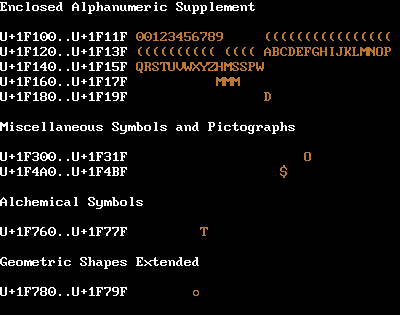 Enclosed Alphanumeric Supplement
U+1F100..U+1F11F 00123456789     ((((((((((((((((
U+1F120..U+1F13F (((((((((( (((( ABCDEFGHIJKLMNOP
U+1F140..U+1F15F QRSTUVWXYZHMSSPW
U+1F160..U+1F17F           MMM
U+1F180..U+1F19F                 D
Miscellaneous Symbols and Pictographs
U+1F300..U+1F31F                      O
U+1F4A0..U+1F4BF                   $
Alchemical Symbols
U+1F760..U+1F77F         T
Geometric Shapes Extended
U+1F780..U+1F79F        ○